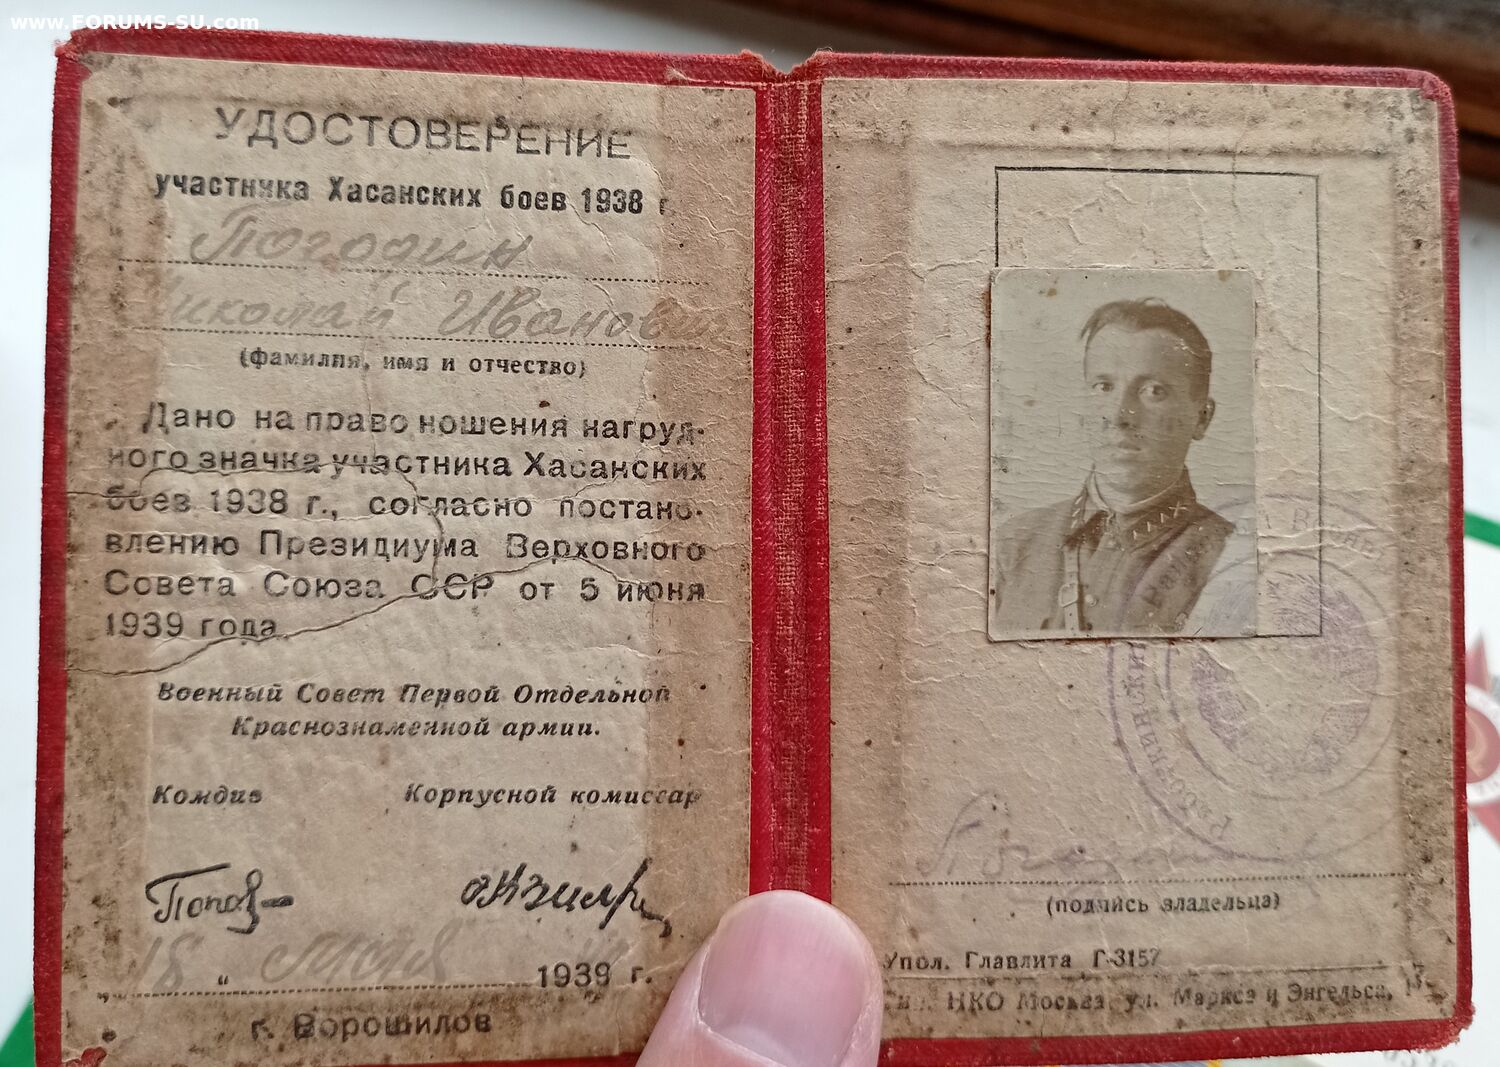 www.FORUMS-SU.com
УДОСТОВЕРЕНИЕ
участника Хасанских боев 1938 г.
Погодин
Николай Иванович
(фамилия, имя и отчество)
Дано на право ношения нагруд-
ного значка участника Хасанских
боев 1938 г., согласно постано-
влению Президиума Верховного
Совета Союза ССР от 5 июня
1939 года
Военный Совет Первой Отдельной
Краснознаменной армии.
Комдив Корпусной комиссар
Попов
18 " 1939 г.
г. Ворошилов
(подпись владельца)
Упол. Главлита Г-3157
НКО Москва, ул. Маркса и Энгельса,